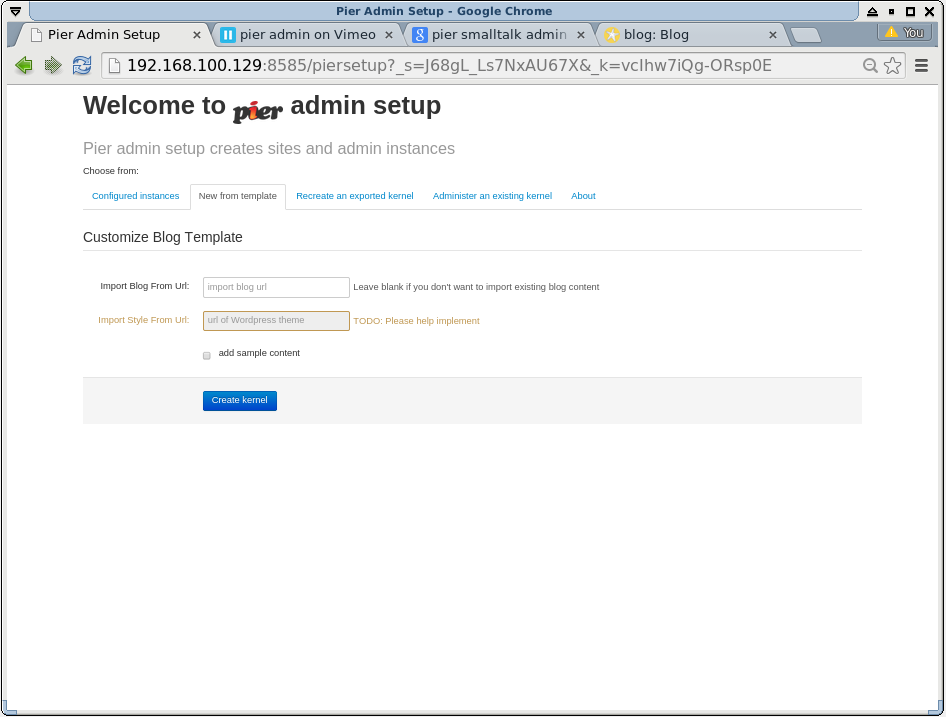 Pier Admin Setup - Google Chrome
Pier Admin Setup × pier admin on Vimeo × pier smalltalk admin × blog: Blog × You
192.168.100.129:8585/piersetup?_s=J68gL_Ls7NxAU67X&_k=vcIhw7iQg-ORsp0E
Welcome to pier admin setup
Pier admin setup creates sites and admin instances
Choose from:
Configured instances New from template Recreate an exported kernel Administer an existing kernel About
Customize Blog Template
Import Blog From Url: import blog url Leave blank if you don't want to import existing blog content
Import Style From Url: url of Wordpress theme TODO: Please help implement
add sample content
Create kernel